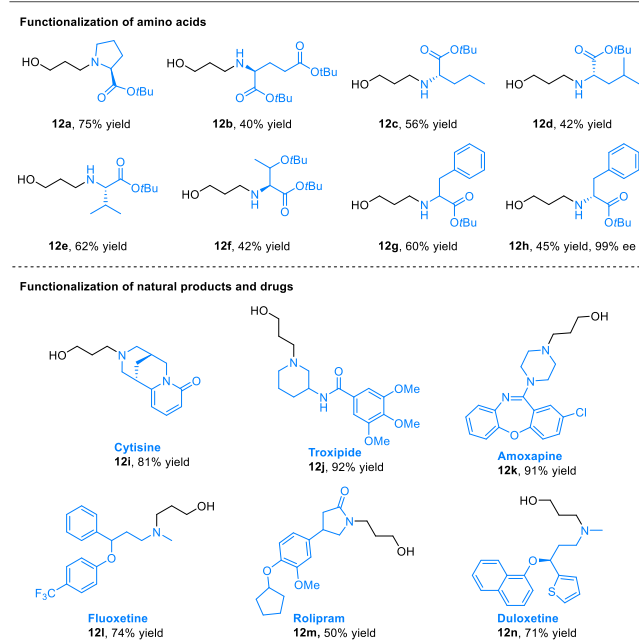 Functionalization of amino acids
HO N O OtBu
12a, 75% yield
HO H N O OtBu O OtBu
12b, 40% yield
HO N H O OtBu
12c, 56% yield
HO N H O OtBu
12d, 42% yield
HO H N O OtBu
12e, 62% yield
HO N H OtBu OtBu O
12f, 42% yield
HO N H O OtBu
12g, 60% yield
HO N H O OtBu
12h, 45% yield, 99% ee
Functionalization of natural products and drugs
HO N N O
Cytisine
12i, 81% yield
HO N N H O OMe OMe OMe
Troxipide
12j, 92% yield
OH N N N O Cl
Amoxapine
12k, 91% yield
OH N O F3C
Fluoxetine
12l, 74% yield
O N OH O OMe
Rolipram
12m, 50% yield
HO N O S
Duloxetine
12n, 71% yield